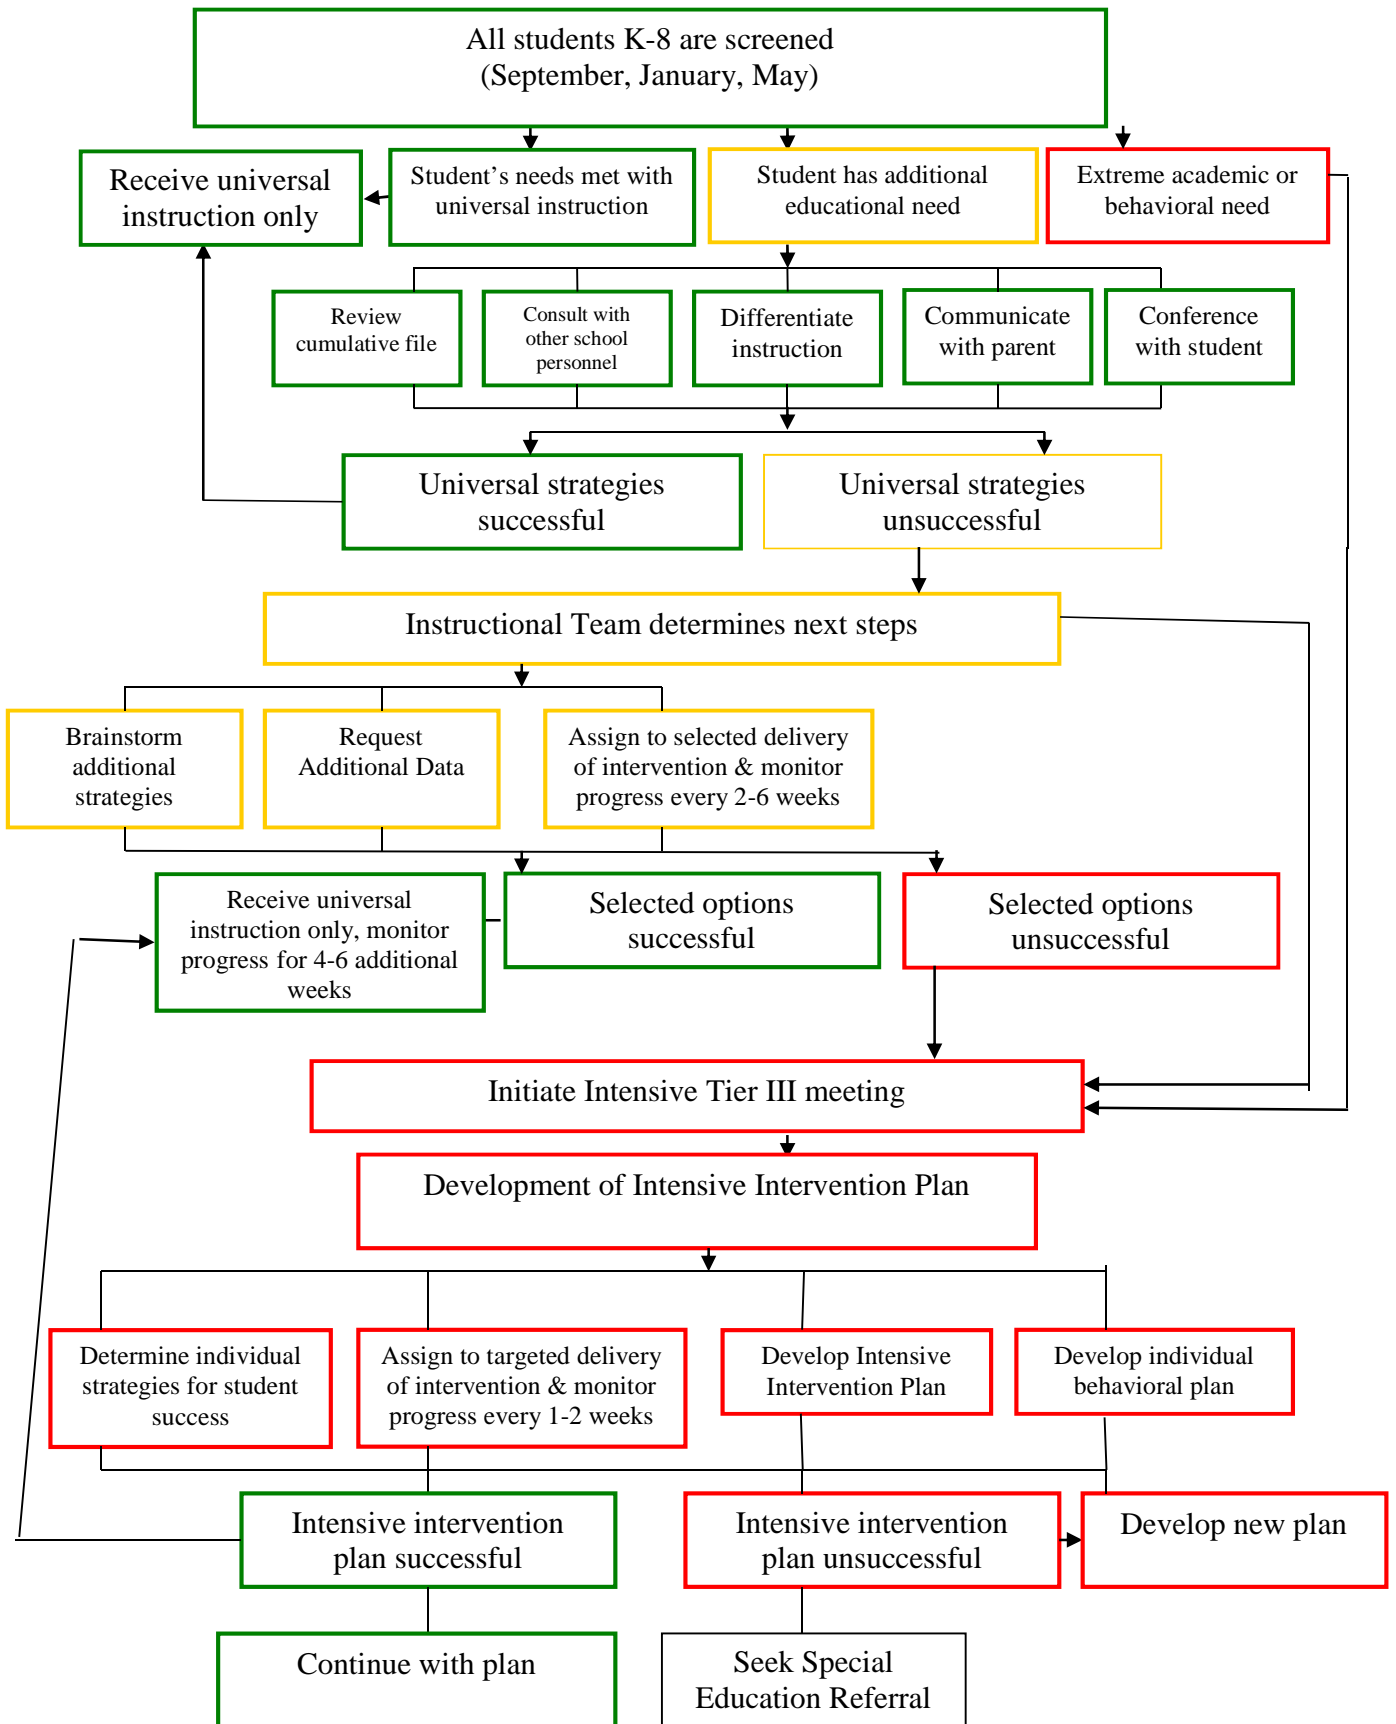 All students K-8 are screened
(September, January, May)
Receive universal
instruction only
Student’s needs met with
universal instruction
Student has additional
educational need
Extreme academic or
behavioral need
Review
cumulative file
Consult with
other school
personnel
Differentiate
instruction
Communicate
with parent
Conference
with student
Universal strategies
successful
Universal strategies
unsuccessful
Instructional Team determines next steps
Brainstorm
additional
strategies
Request
Additional Data
Assign to selected delivery
of intervention & monitor
progress every 2-6 weeks
Receive universal
instruction only, monitor
progress for 4-6 additional
weeks
Selected options
successful
Selected options
unsuccessful
Initiate Intensive Tier III meeting
Development of Intensive Intervention Plan
Determine individual
strategies for student
success
Assign to targeted delivery
of intervention & monitor
progress every 1-2 weeks
Develop Intensive
Intervention Plan
Develop individual
behavioral plan
Intensive intervention
plan successful
Intensive intervention
plan unsuccessful
Develop new plan
Continue with plan
Seek Special
Education Referral